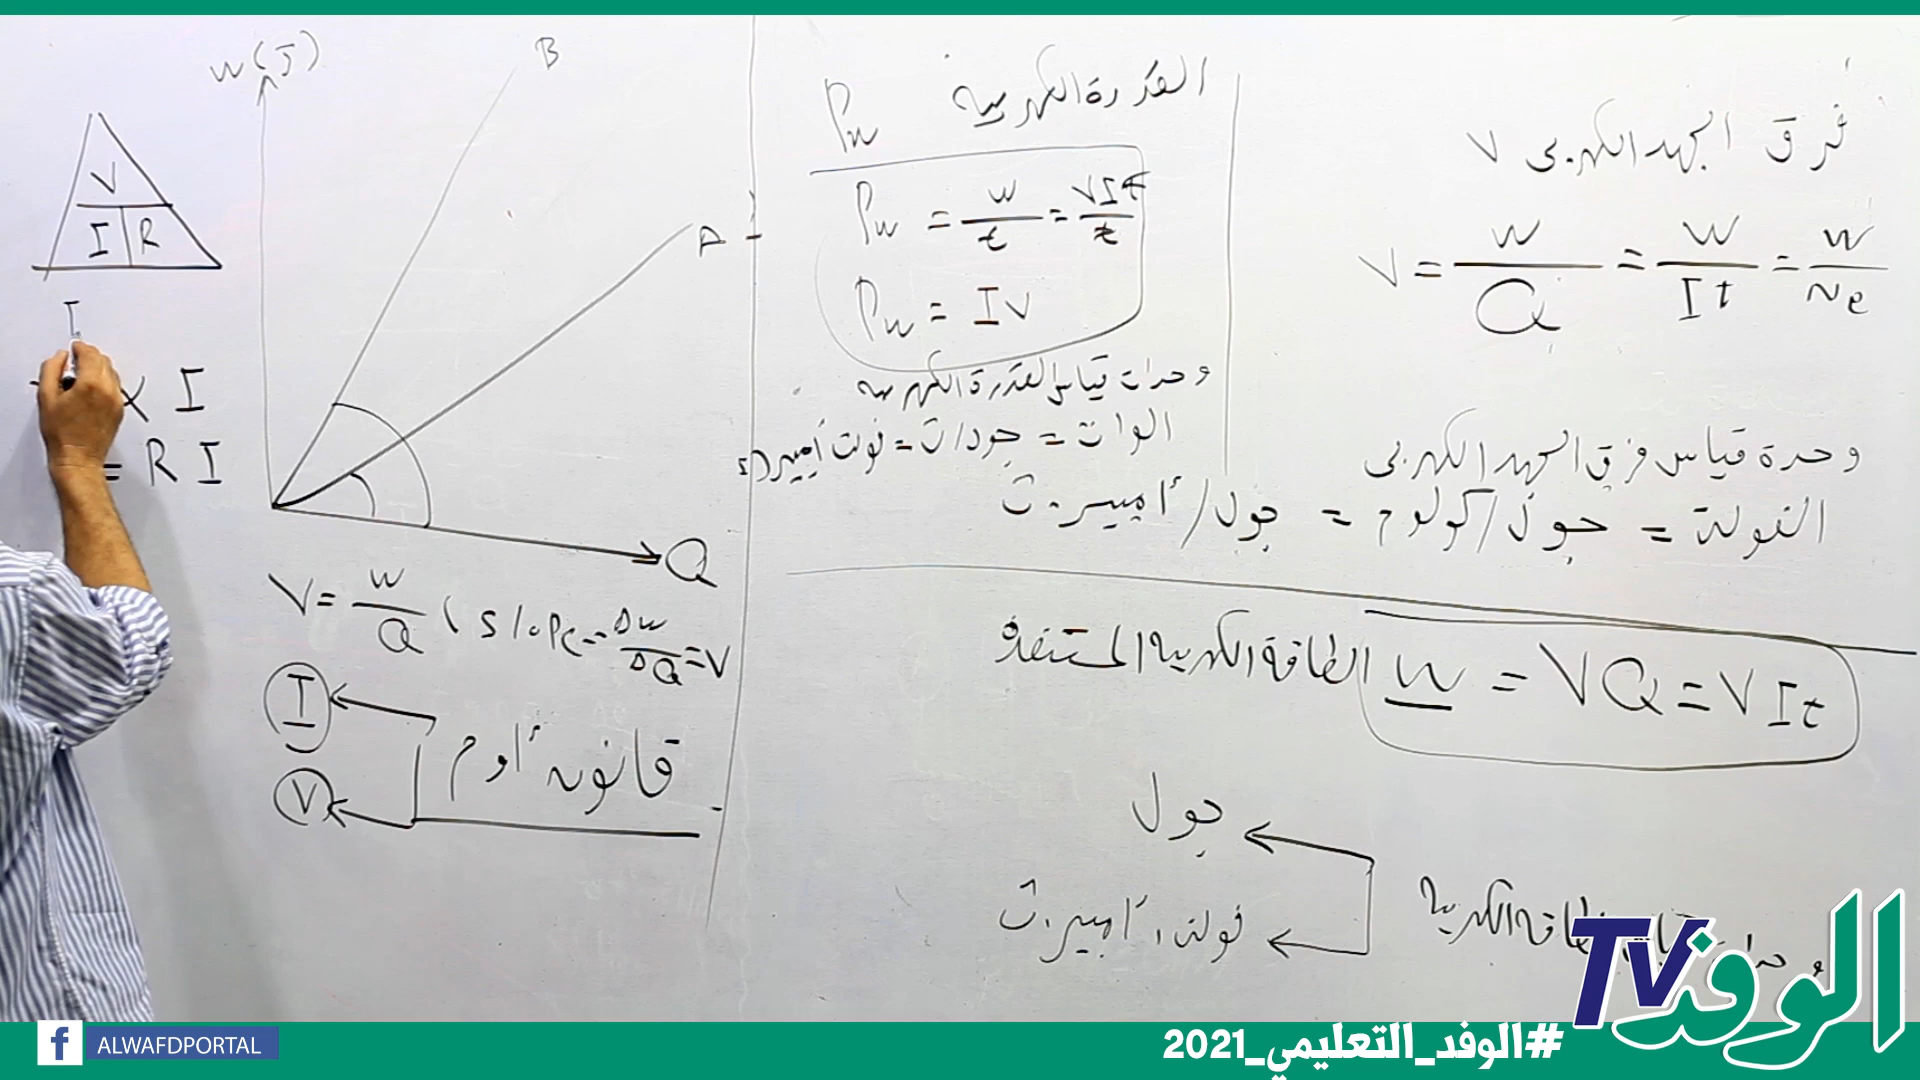 فرق الجهد الكهربى V
V = W / Q = W / It = W / Ne
وحدة قياس فرق الجهد الكهربى
الفولت = جول/كولوم = جول/أمبير.ث
القدرة الكهربية Pw
Pw = W / t = VIt / t
Pw = IV
وحدات قياس القدرة الكهربية
الوات = جول/ث = فولت.أمبير
W(J)
B
A
Q
V = W / Q , slope = ΔW / ΔQ = V
قانون أوم
I
V
V
I R
I
I
= R I
الطاقة الكهربية المستنفذة W = VQ = VIt
الطاقة الكهربية
جول
فولت.أمبير.ث
الوفد TV
#الوفد_التعليمي_2021
f ALWAFDPORTAL